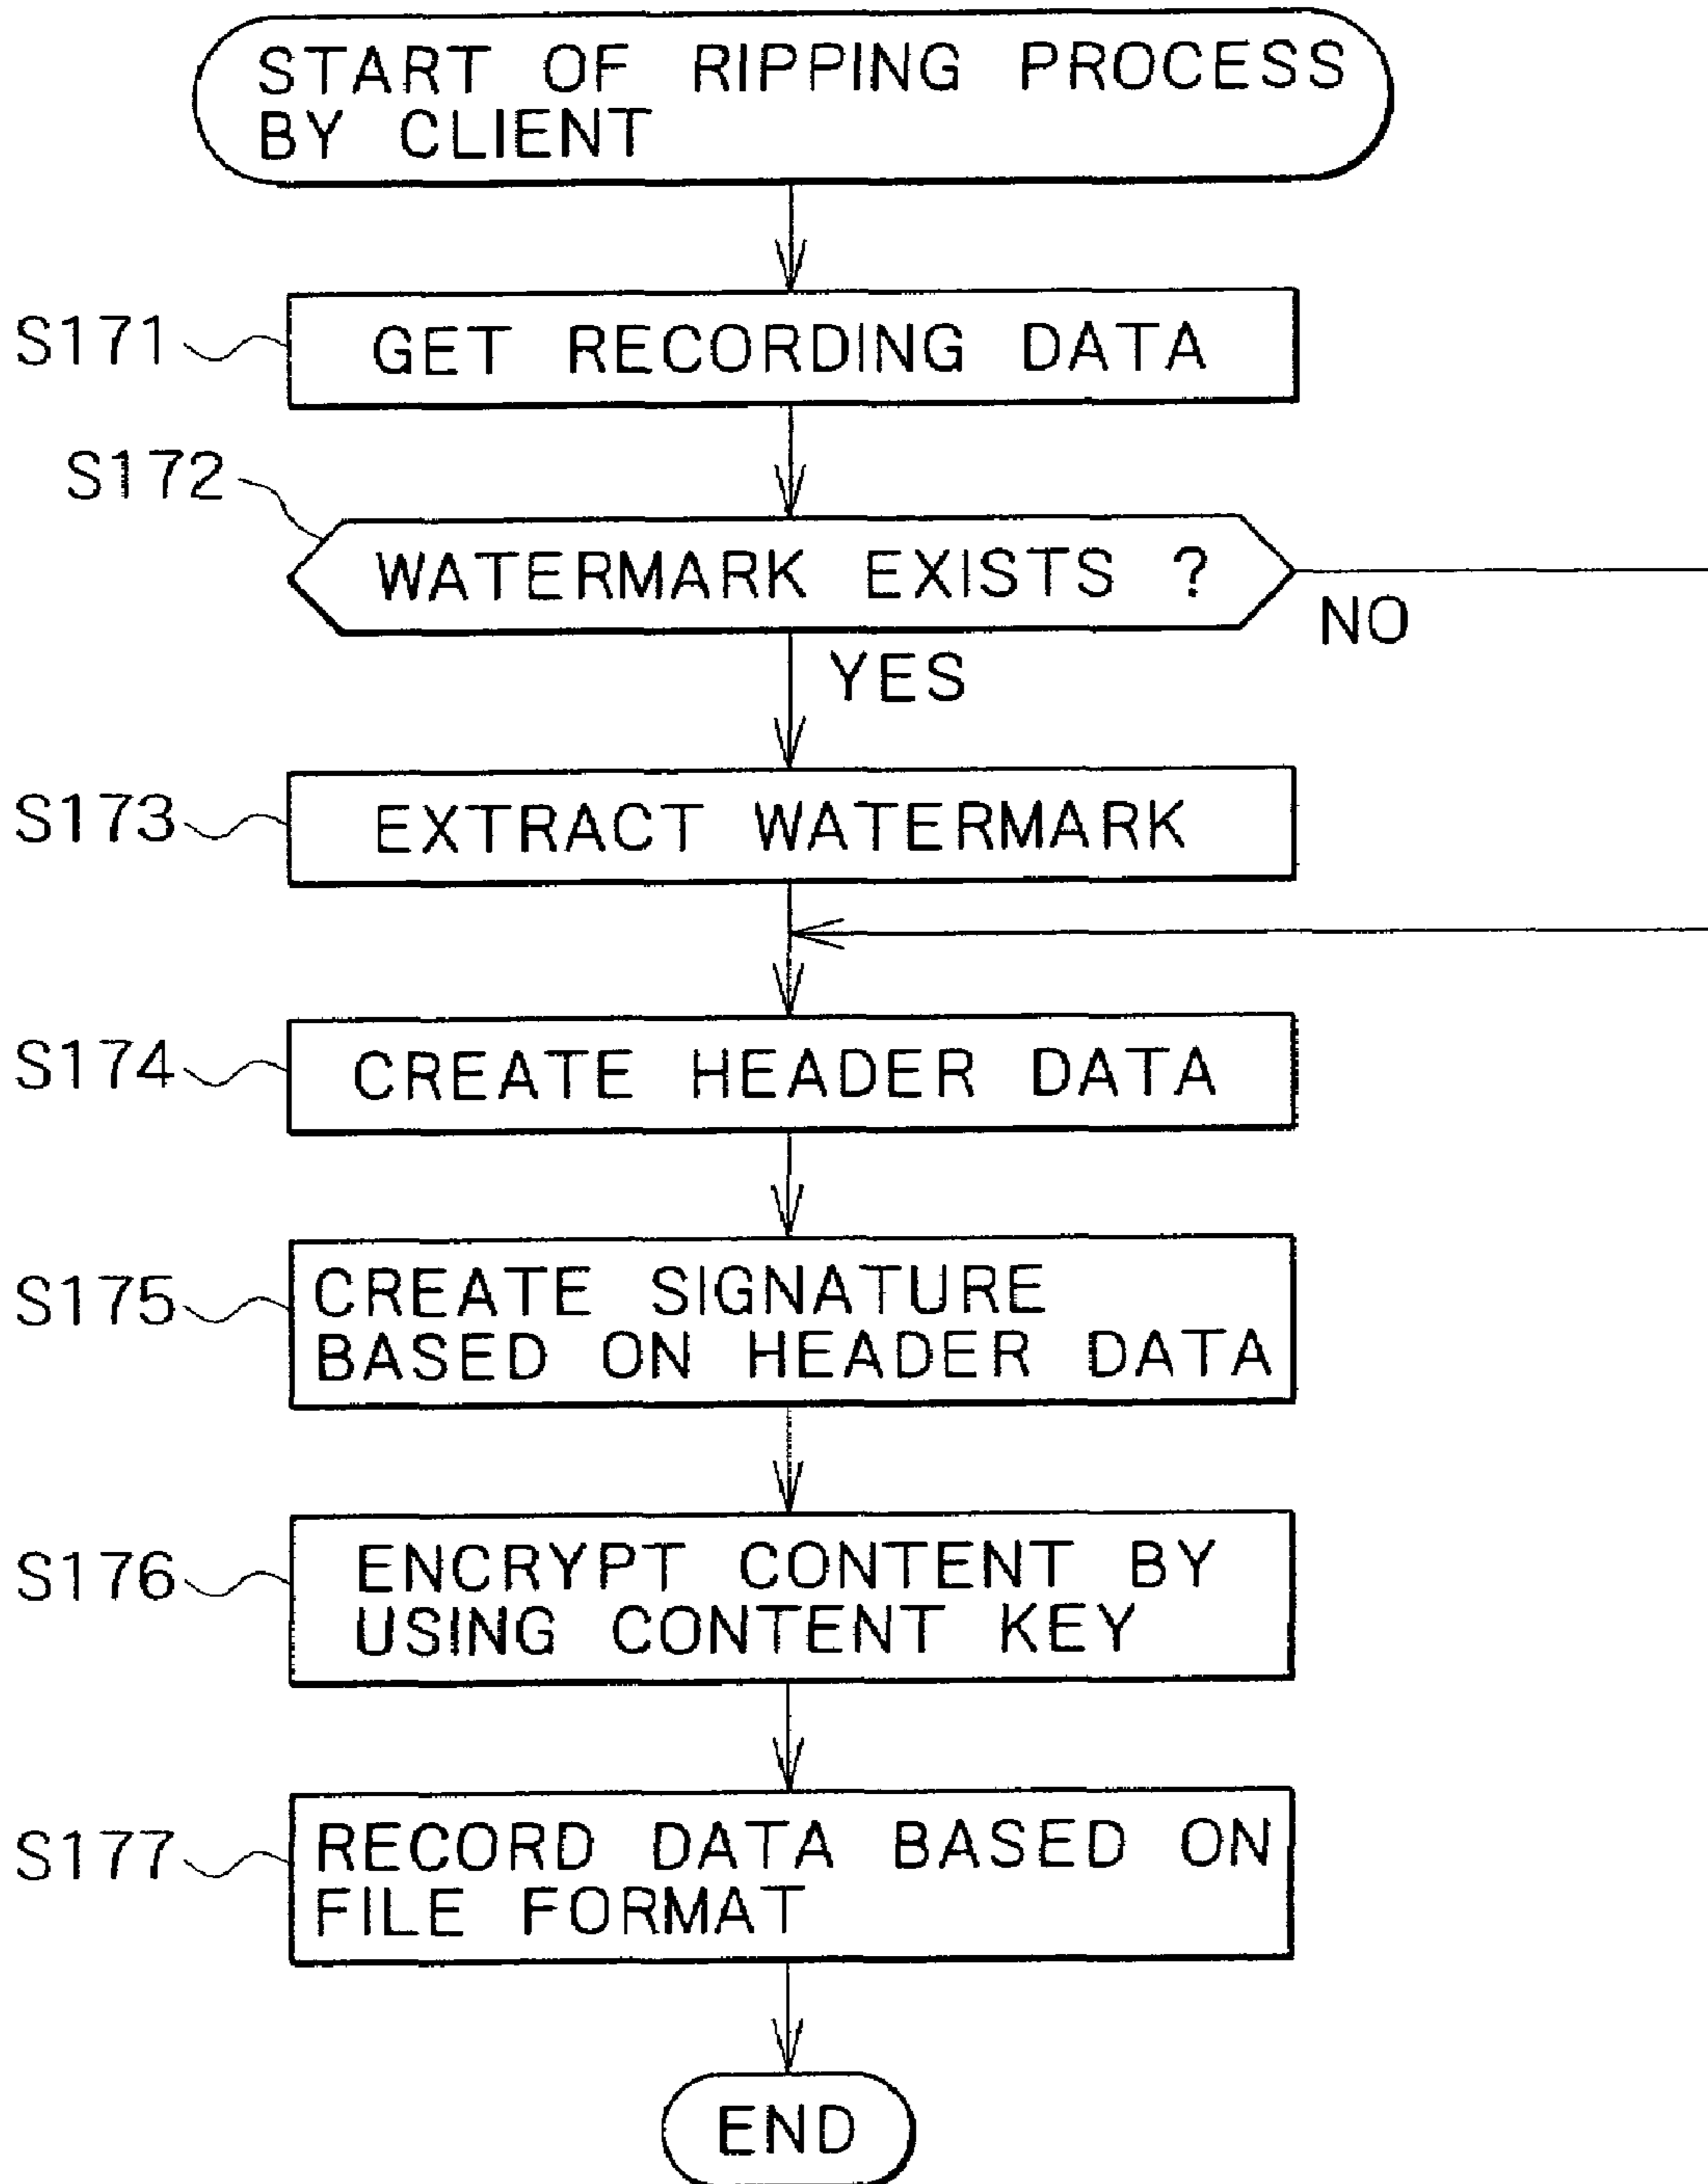 START OF RIPPING PROCESS
BY CLIENT
S171
GET RECORDING DATA
S172
WATERMARK EXISTS ?
NO
YES
S173
EXTRACT WATERMARK
S174
CREATE HEADER DATA
S175
CREATE SIGNATURE
BASED ON HEADER DATA
S176
ENCRYPT CONTENT BY
USING CONTENT KEY
S177
RECORD DATA BASED ON
FILE FORMAT
END